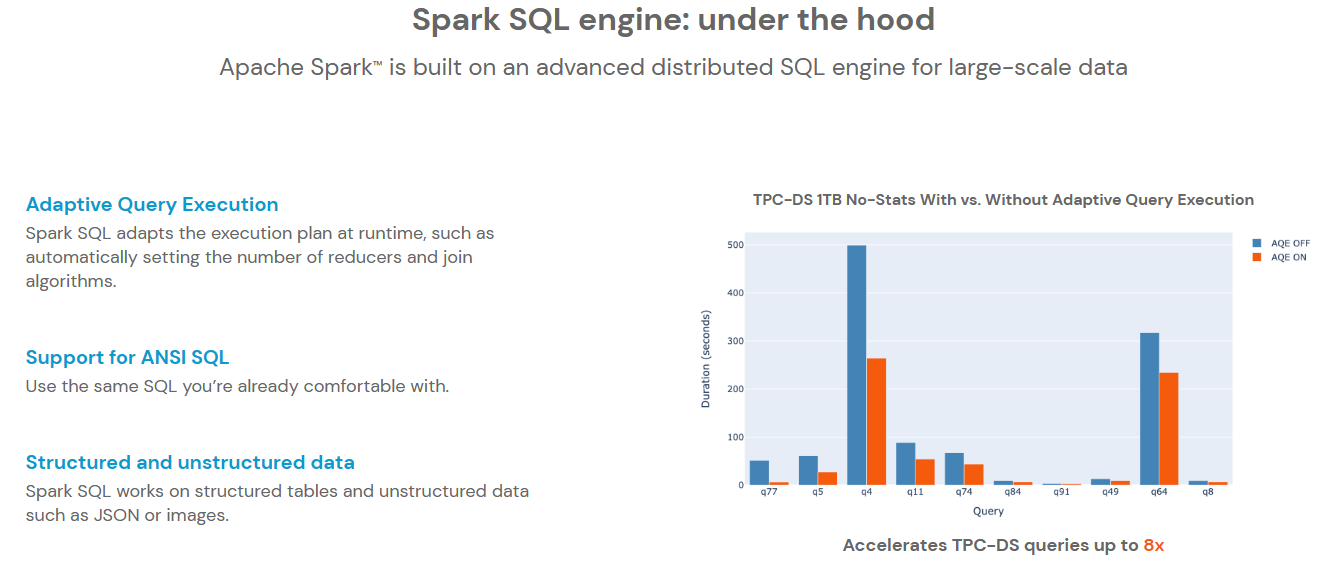 Spark SQL engine: under the hood
Apache Spark™ is built on an advanced distributed SQL engine for large-scale data
Adaptive Query Execution
Spark SQL adapts the execution plan at runtime, such as
automatically setting the number of reducers and join
algorithms.
Support for ANSI SQL
Use the same SQL you’re already comfortable with.
Structured and unstructured data
Spark SQL works on structured tables and unstructured data
such as JSON or images.
TPC-DS 1TB No-Stats With vs. Without Adaptive Query Execution
AQE OFF
AQE ON
Duration (seconds)
500
400
300
200
100
0
q77 q5 q4 q11 q74 q84 q91 q49 q64 q8
Query
Accelerates TPC-DS queries up to 8x